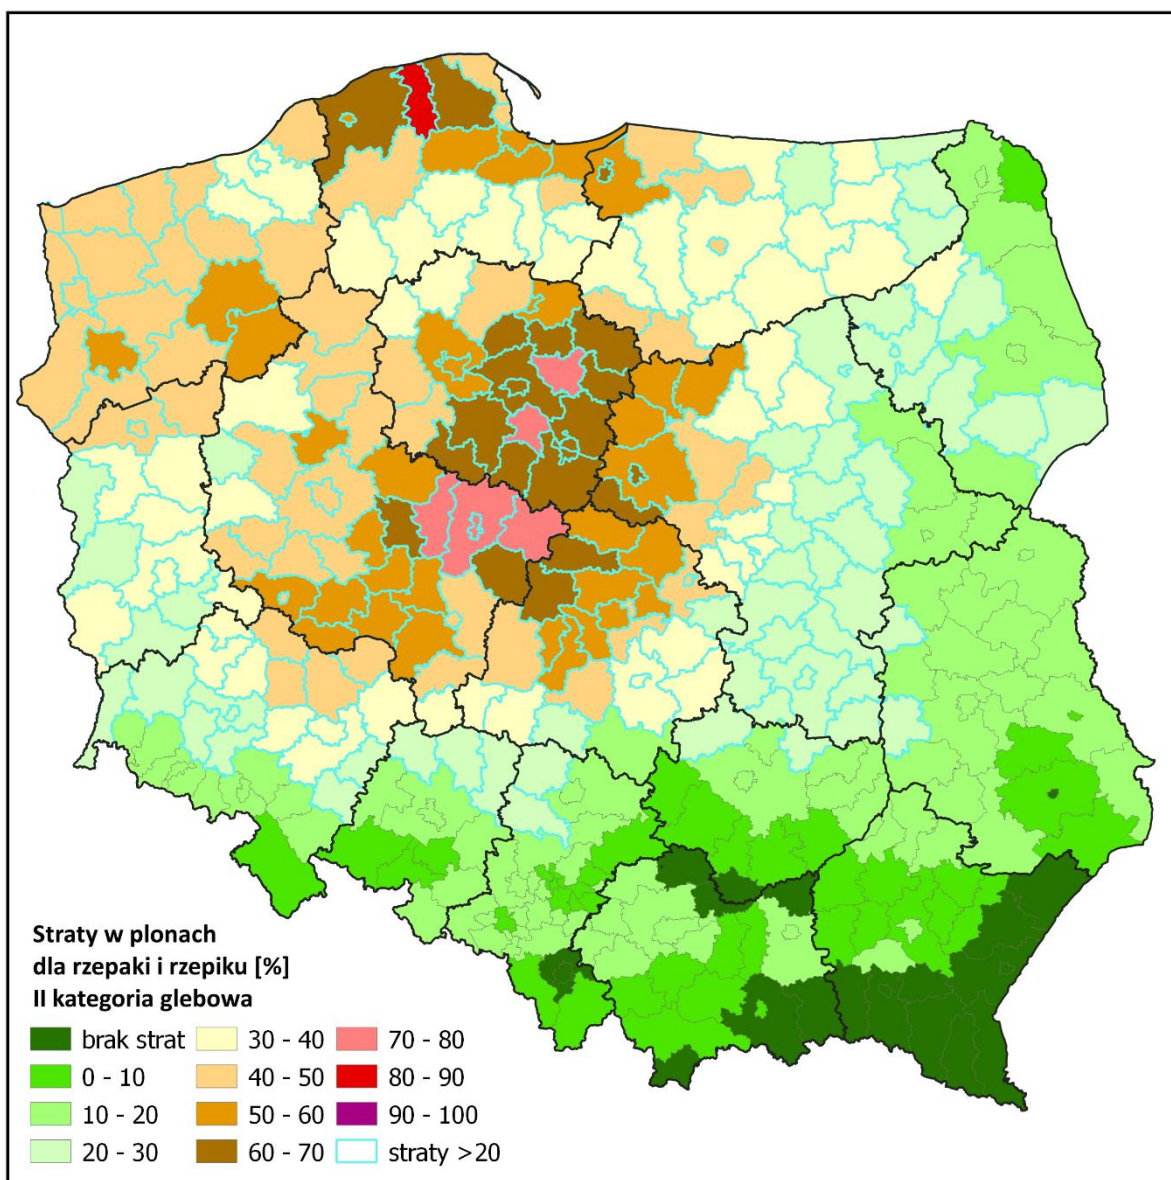 Straty w plonach
dla rzepaki i rzepiku [%]
II kategoria glebowa
brak strat
0 - 10
10 - 20
20 - 30
30 - 40
40 - 50
50 - 60
60 - 70
70 - 80
80 - 90
90 - 100
straty >20